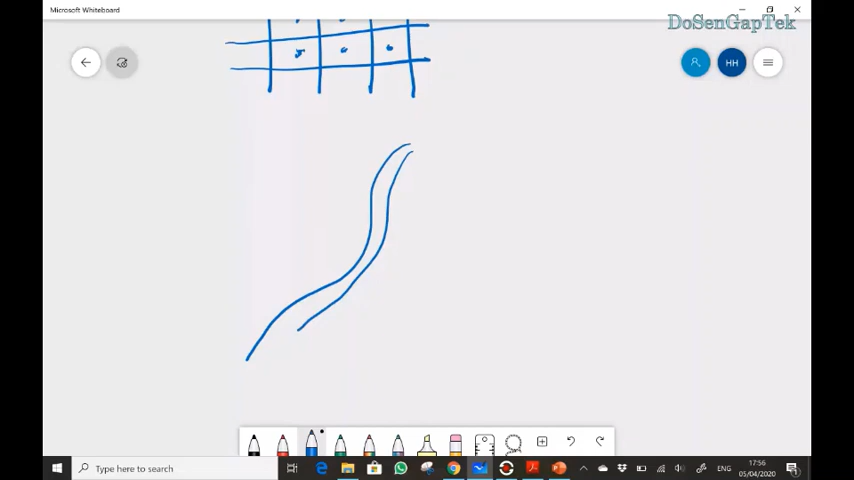 Microsoft Whiteboard
DoSenGapTek
HH
Type here to search
ENG
17:56
05/04/2020